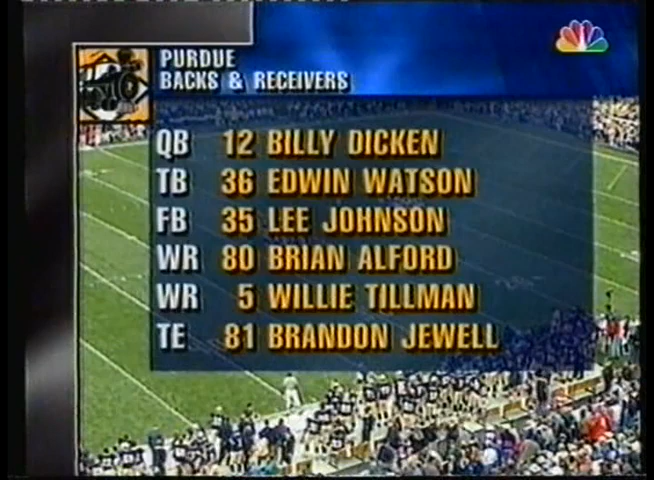 PURDUE
BACKS & RECEIVERS
QB 12 BILLY DICKEN
TB 36 EDWIN WATSON
FB 35 LEE JOHNSON
WR 80 BRIAN ALFORD
WR 5 WILLIE TILLMAN
TE 81 BRANDON JEWELL